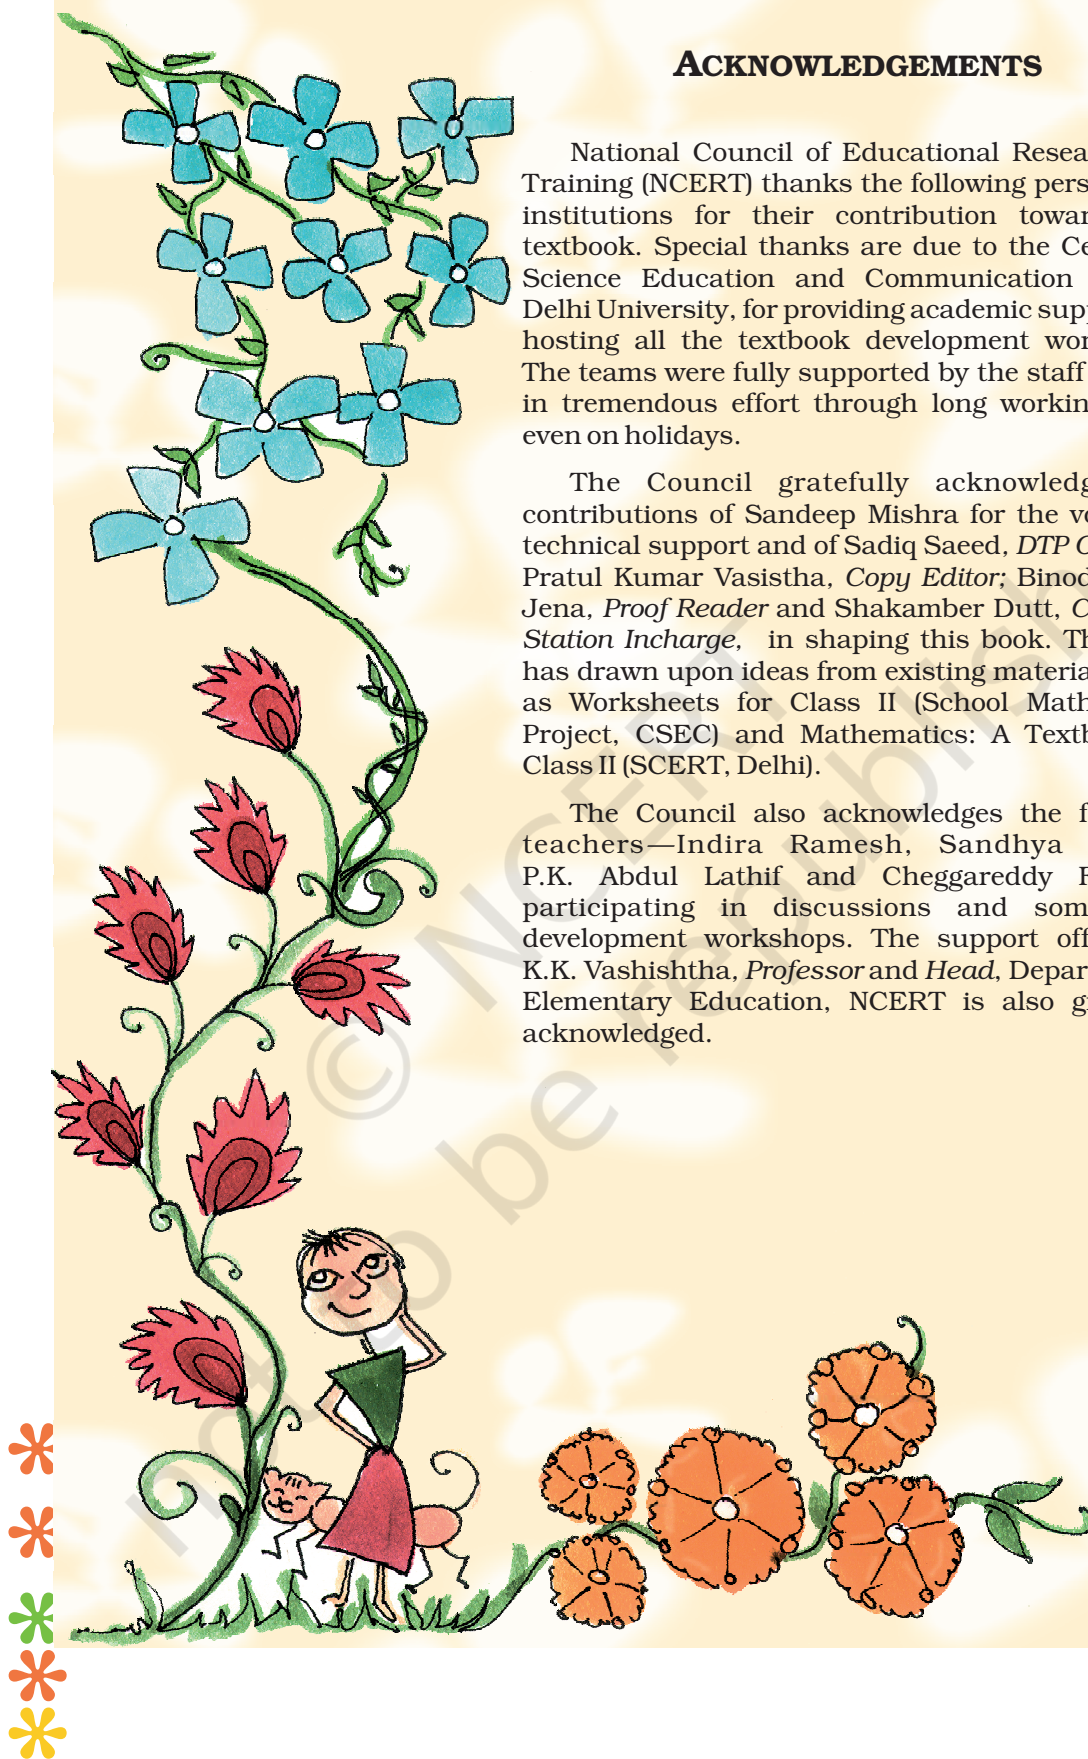 ACKNOWLEDGEMENTS
National Council of Educational Resea
Training (NCERT) thanks the following pers
institutions for their contribution towar
textbook. Special thanks are due to the Ce
Science Education and Communication
Delhi University, for providing academic sup
hosting all the textbook development wor
The teams were fully supported by the staff
in tremendous effort through long workin
even on holidays.
The Council gratefully acknowledg
contributions of Sandeep Mishra for the v
technical support and of Sadiq Saeed, DTP
Pratul Kumar Vasistha, Copy Editor; Binod
Jena, Proof Reader and Shakamber Dutt,
Station Incharge, in shaping this book. Th
has drawn upon ideas from existing materia
as Worksheets for Class II (School Math
Project, CSEC) and Mathematics: A Textb
Class II (SCERT, Delhi).
The Council also acknowledges the f
teachers—Indira Ramesh, Sandhya
P.K. Abdul Lathif and Cheggareddy
participating in discussions and som
development workshops. The support off
K.K. Vashishtha, Professor and Head, Depar
Elementary Education, NCERT is also g
acknowledged.
© NCERT
not to be republish